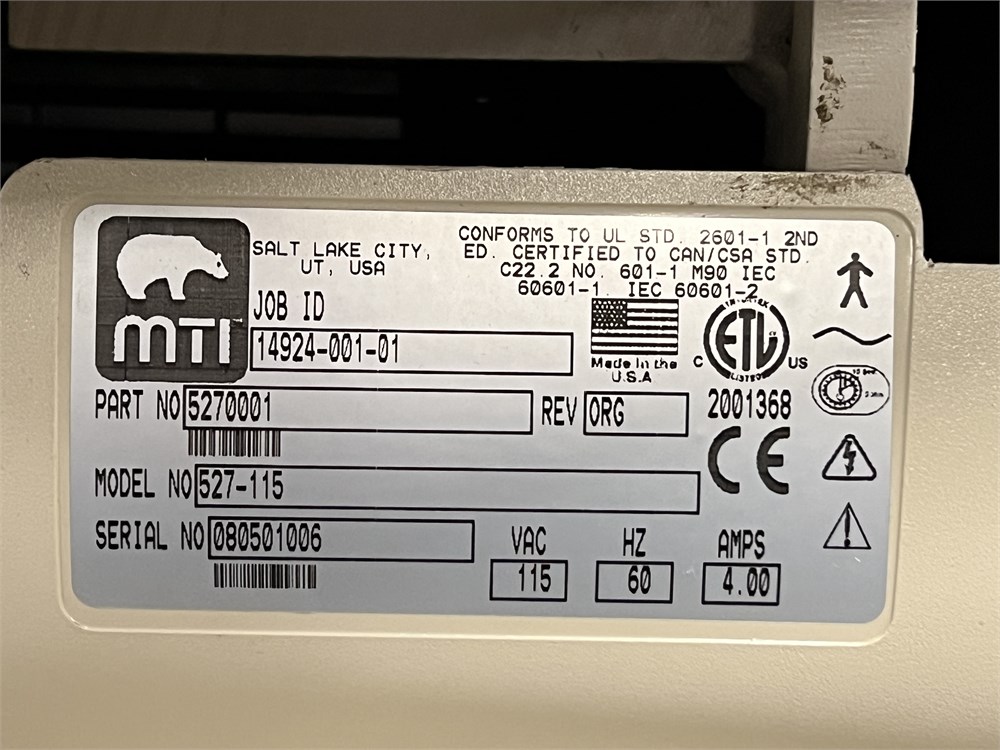 MTI
SALT LAKE CITY,
UT, USA
CONFORMS TO UL STD. 2601-1 2ND
ED. CERTIFIED TO CAN/CSA STD.
C22.2 NO. 601-1 M90 IEC
60601-1. IEC 60601-2
JOB ID
14924-001-01
Made in the
U.S.A
C ETL US
LISTED
PART NO 5270001
REV ORG
2001368
CE
MODEL NO 527-115
SERIAL NO 080501006
VAC HZ AMPS
115 60 4.00